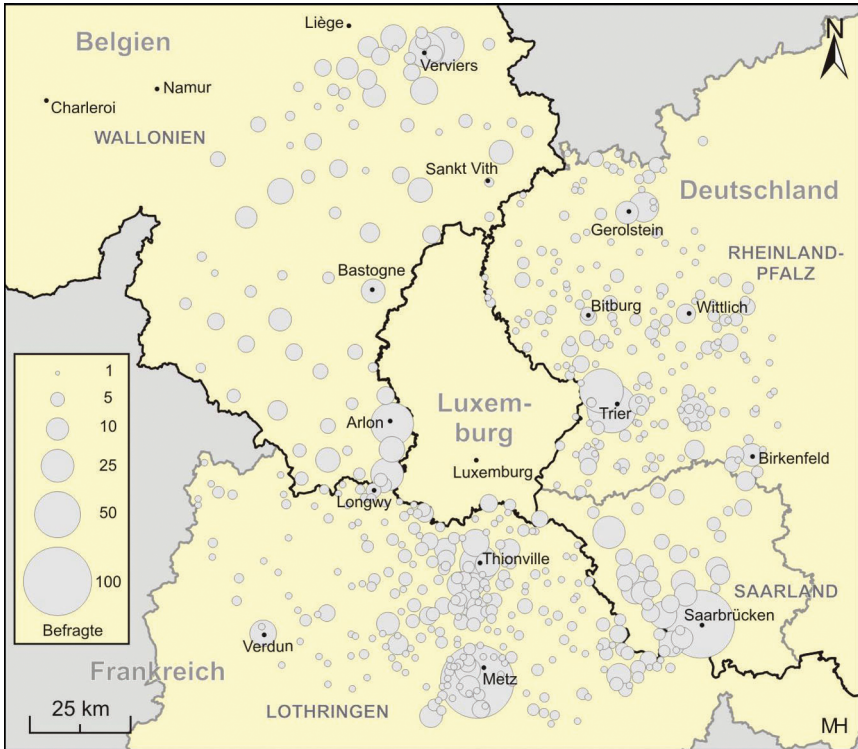 Liège
N
Belgien
Verviers
Namur
Charleroi
WALLONIEN
Sankt Vith
Deutschland
Gerolstein
RHEINLAND-
PFALZ
Bastogne
Bitburg
Wittlich
1
5
10
25
50
100
Befragte
Arlon
Luxem-
burg
Trier
Luxemburg
Birkenfeld
Longwy
Thionville
SAARLAND
Saarbrücken
Verdun
Frankreich
Metz
25 km
LOTHRINGEN
MH